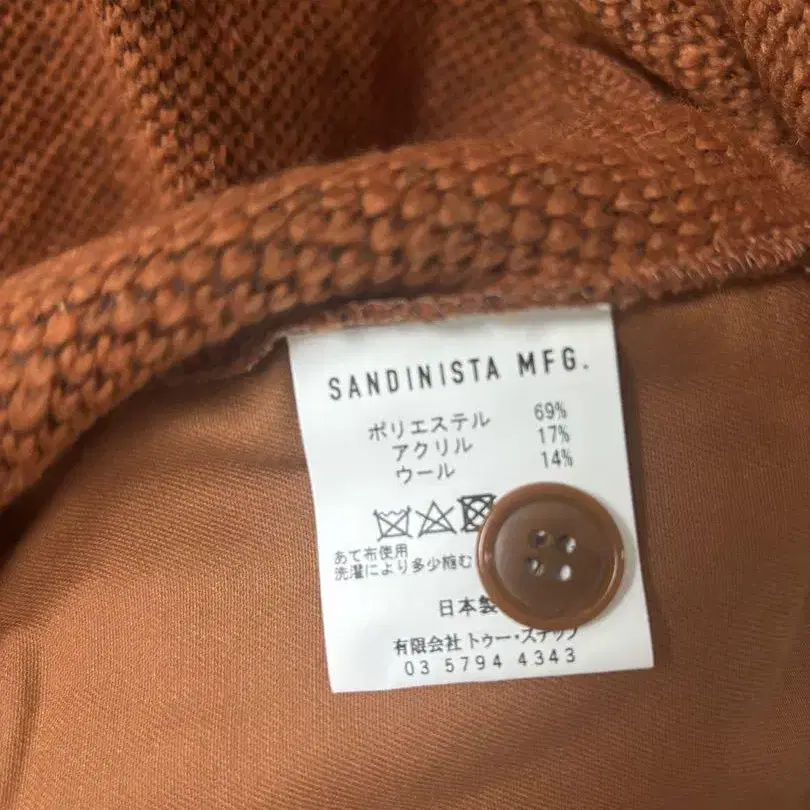 SANDINISTA MFG.
ポリエステル 69%
アクリル 17%
ウール 14%
あて布使用
洗濯により多少縮む
日本製
有限会社 トゥー・ステップ
03 5794 4343